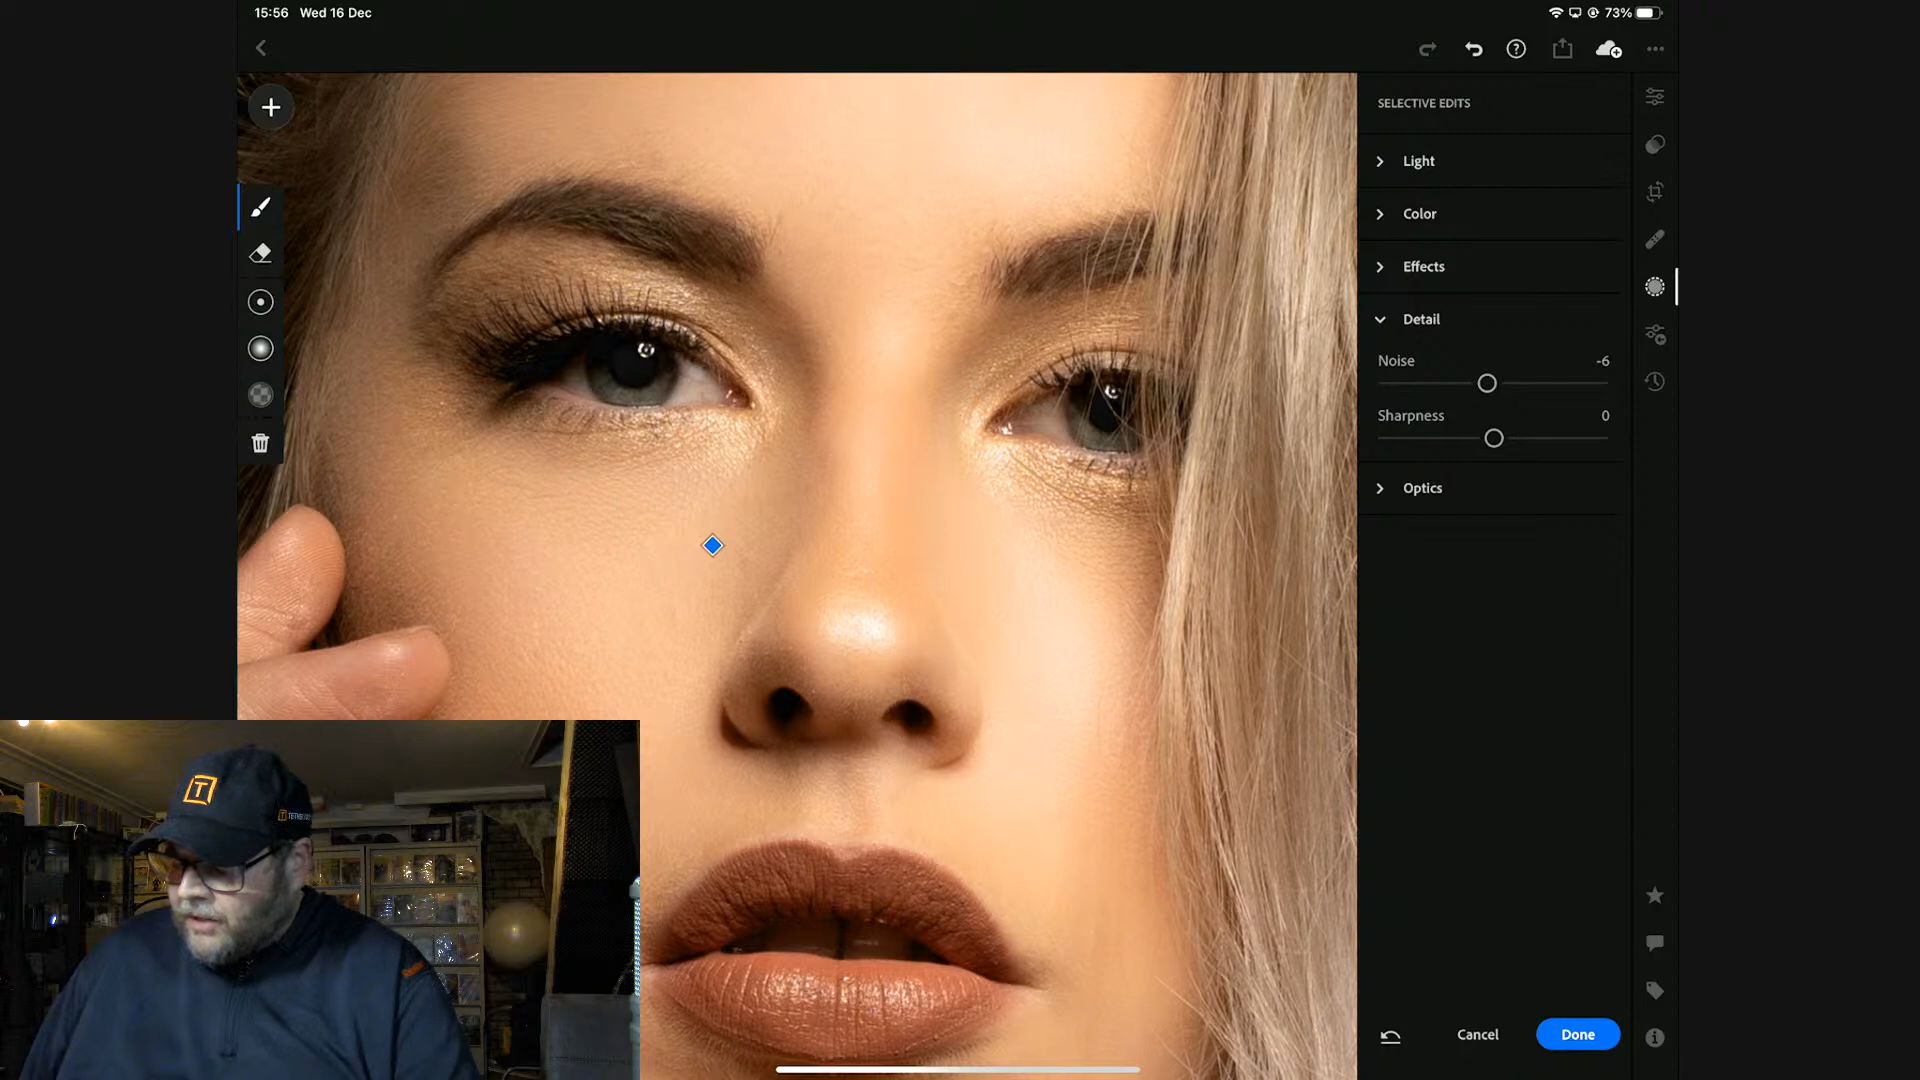 15:56 Wed 16 Dec
73%
SELECTIVE EDITS
Light
Color
Effects
Detail
Noise -6
Sharpness 0
Optics
T
Cancel
Done